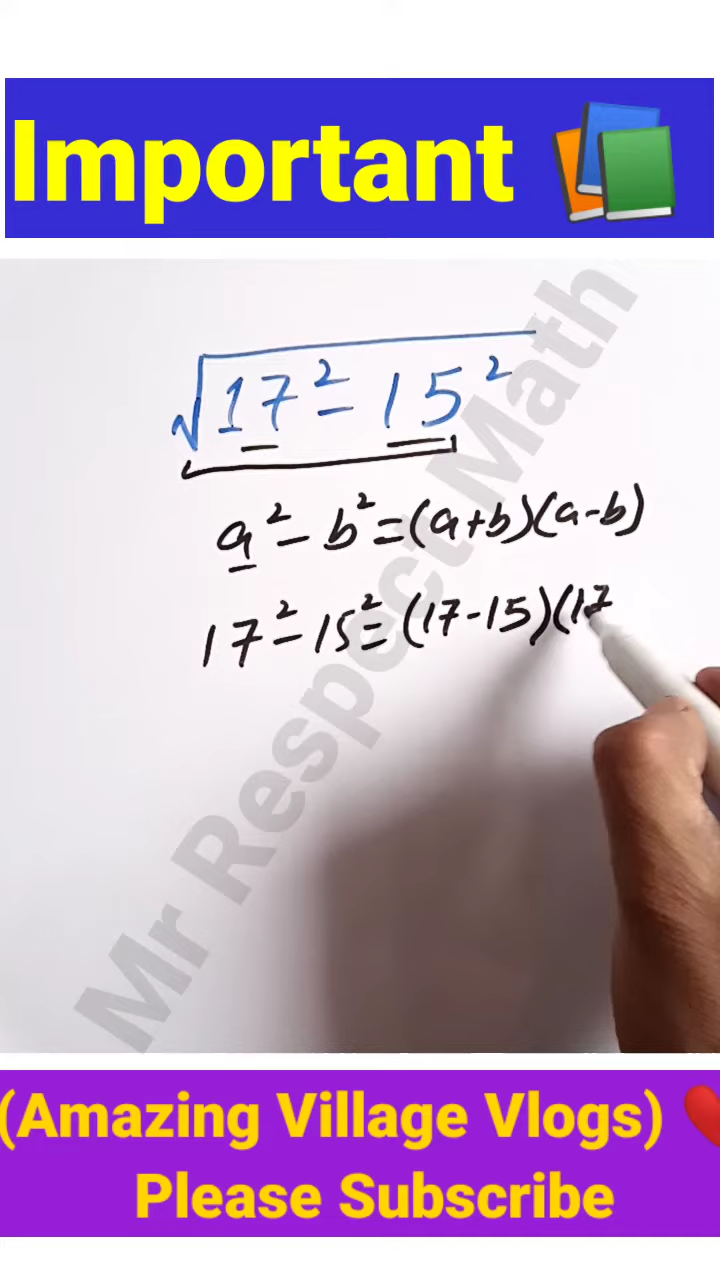 Important
√17² - 15²
a² - b² = (a+b)(a-b)
17² - 15² = (17-15)(17
Mr Respect Math
(Amazing Village Vlogs)
Please Subscribe